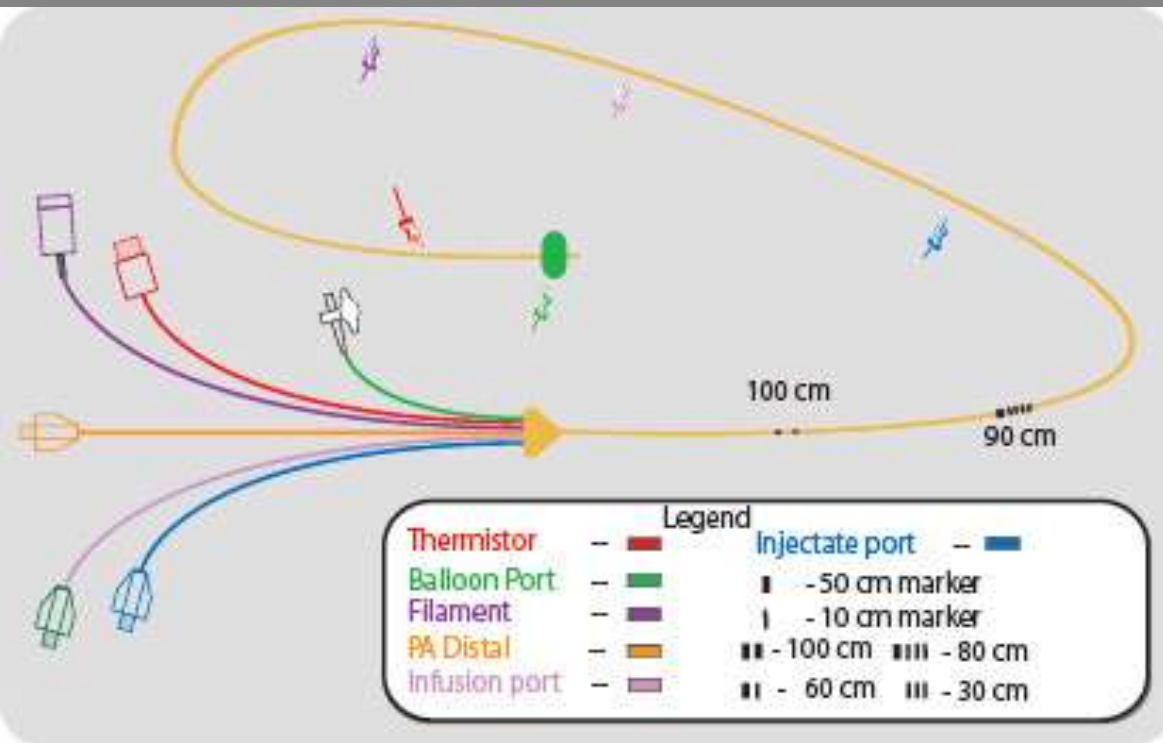 100 cm
90 cm
Legend
Thermistor –
Injectate port –
Balloon Port –
- 50 cm marker
Filament –
- 10 cm marker
PA Distal –
- 100 cm
- 80 cm
Infusion port –
- 60 cm
- 30 cm